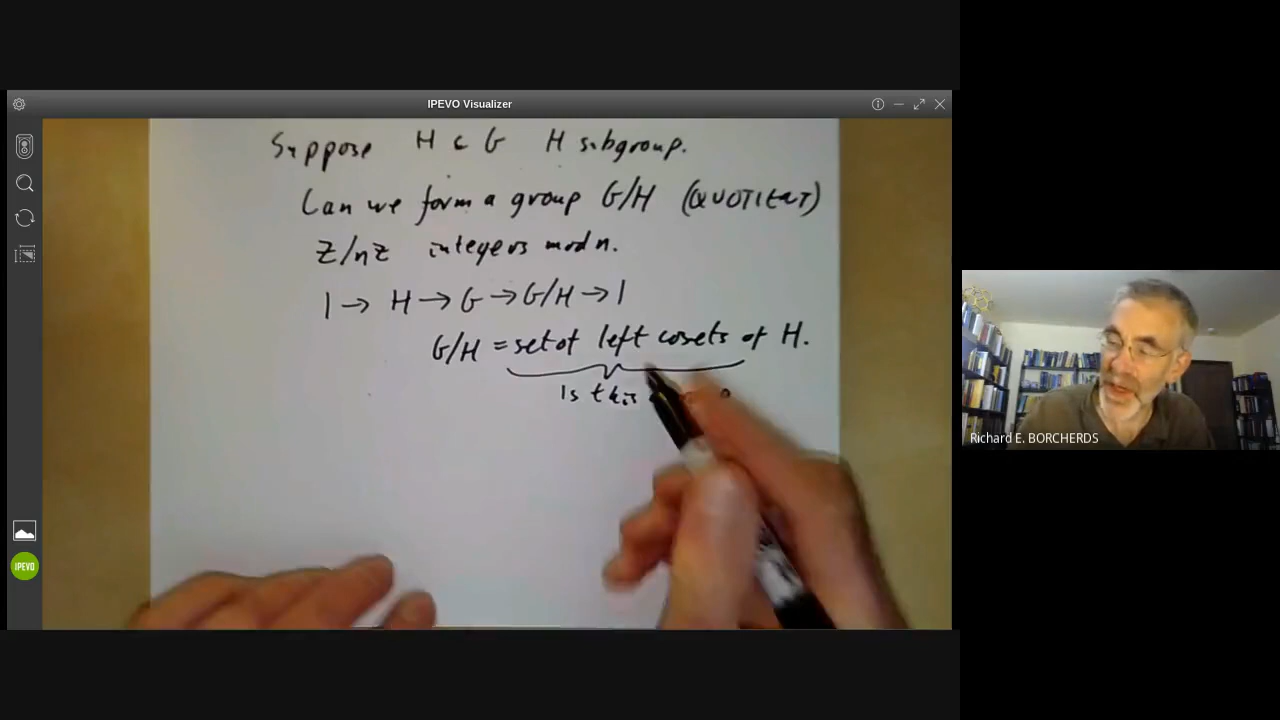 IPEVO Visualizer
Suppose H ⊂ G H subgroup.
Can we form a group G/H (QUOTIENT)
Z/nZ integers mod n.
1 → H → G → G/H → 1
G/H = set of left cosets of H.
Is this
Richard E. BORCHERDS
IPEVO